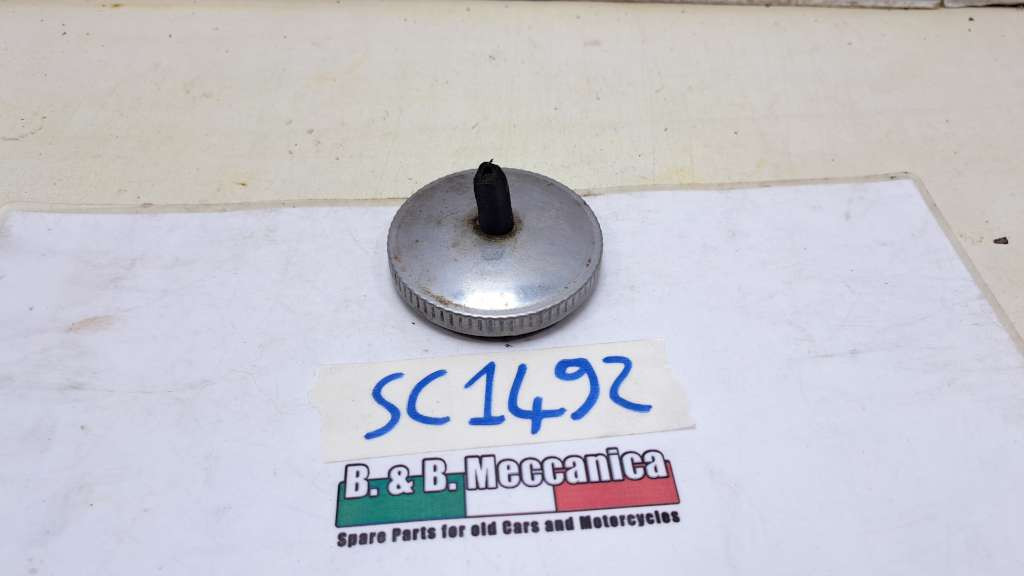 SC1492
B. & B. Meccanica
Spare Parts for old Cars and Motorcycles